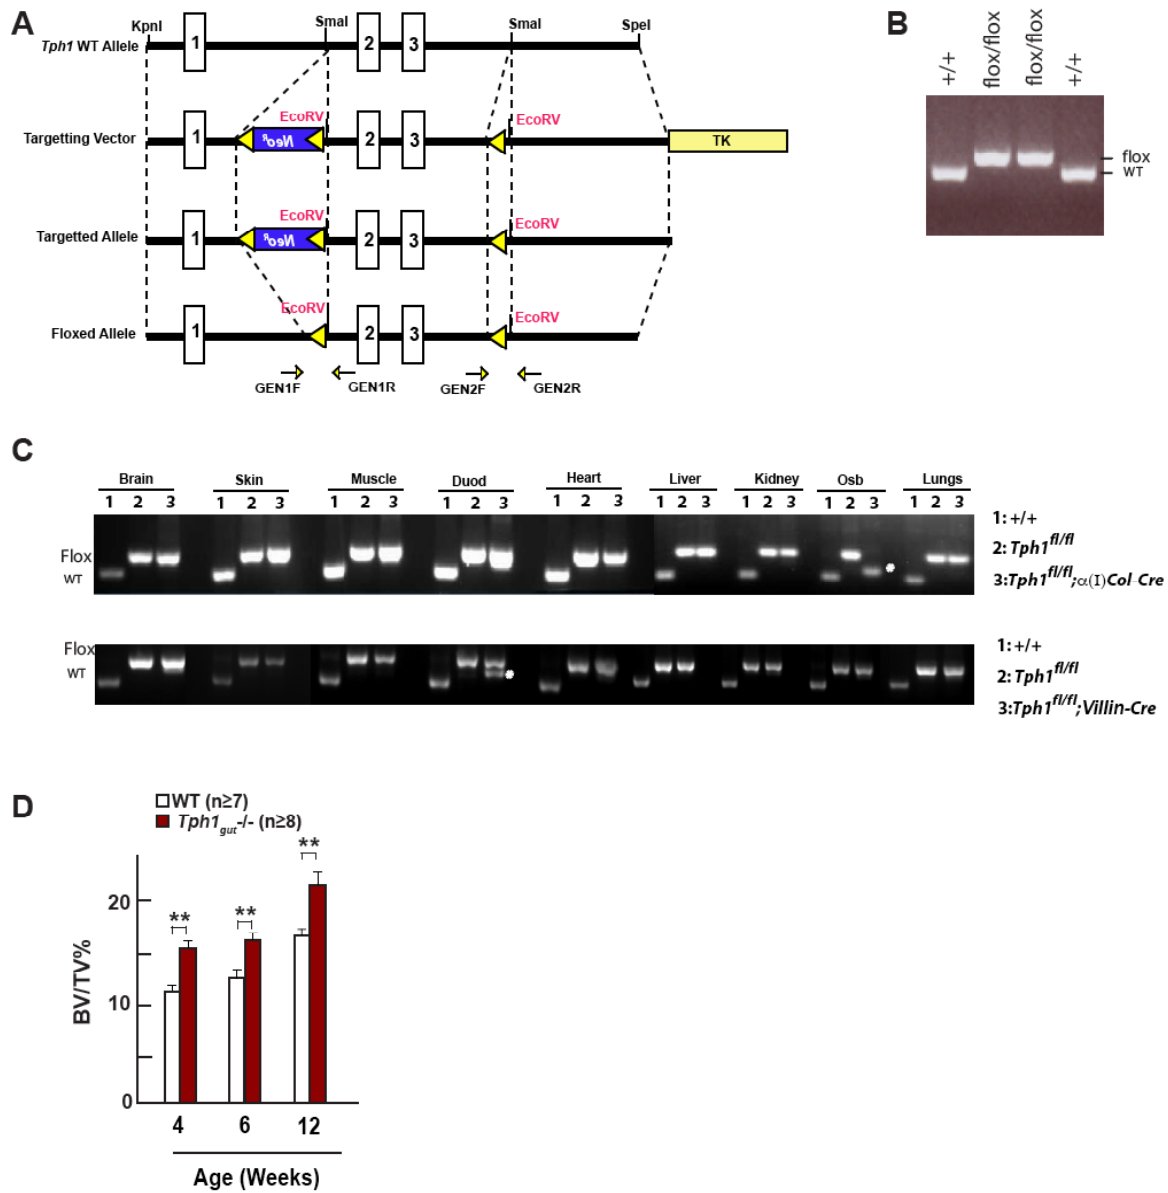 A
KpnI SmaI SmaI SpeI
Tph1 WT Allele 1 2 3
EcoRV EcoRV
Targetting Vector 1 NeoR 2 3 TK
EcoRV EcoRV
Targetted Allele 1 NeoR 2 3
EcoRV EcoRV
Floxed Allele 1 2 3
GEN1F GEN1R GEN2F GEN2R
B
+/+ flox/flox flox/flox +/+
flox
WT
C
Brain Skin Muscle Duod Heart Liver Kidney Osb Lungs
1 2 3 1 2 3 1 2 3 1 2 3 1 2 3 1 2 3 1 2 3 1 2 3 1 2 3
Flox
WT
*
1: +/+
2: Tph1fl/fl
3:Tph1fl/fl;α(I)Col-Cre
Flox
WT
*
1: +/+
2: Tph1fl/fl
3:Tph1fl/fl;Villin-Cre
D
WT (n≥7)
Tph1gut-/- (n≥8)
** ** **
BV/TV%
20
10
0
4 6 12
Age (Weeks)